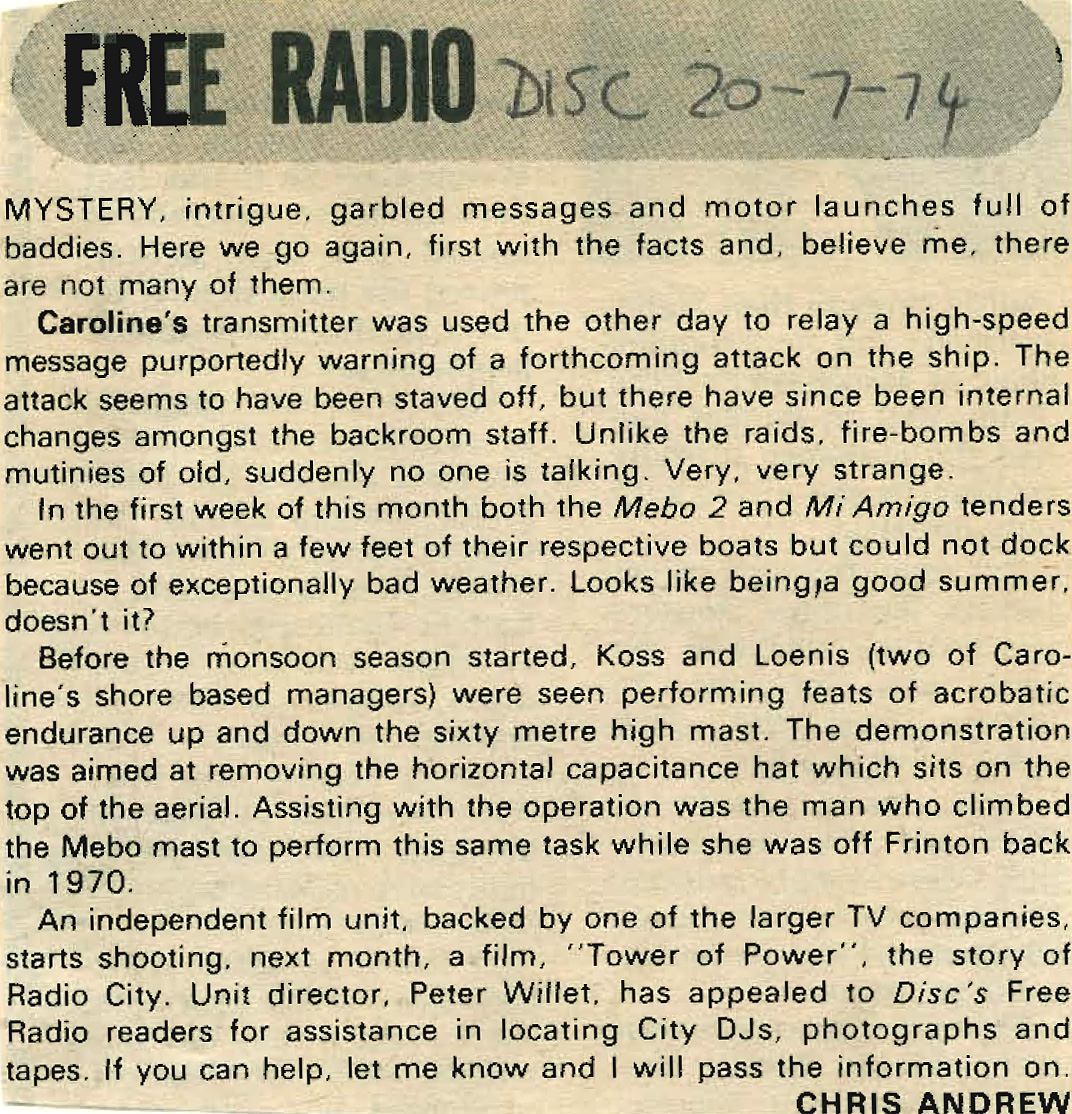 FREE RADIO DISC 20-7-74
MYSTERY, intrigue, garbled messages and motor launches full of
baddies. Here we go again, first with the facts and, believe me, there
are not many of them.
Caroline's transmitter was used the other day to relay a high-speed
message purportedly warning of a forthcoming attack on the ship. The
attack seems to have been staved off, but there have since been internal
changes amongst the backroom staff. Unlike the raids, fire-bombs and
mutinies of old, suddenly no one is talking. Very, very strange.
In the first week of this month both the Mebo 2 and Mi Amigo tenders
went out to within a few feet of their respective boats but could not dock
because of exceptionally bad weather. Looks like being a good summer,
doesn't it?
Before the monsoon season started, Koss and Loenis (two of Caro-
line's shore based managers) were seen performing feats of acrobatic
endurance up and down the sixty metre high mast. The demonstration
was aimed at removing the horizontal capacitance hat which sits on the
top of the aerial. Assisting with the operation was the man who climbed
the Mebo mast to perform this same task while she was off Frinton back
in 1970.
An independent film unit, backed by one of the larger TV companies,
starts shooting, next month, a film, "Tower of Power", the story of
Radio City. Unit director, Peter Willet, has appealed to Disc's Free
Radio readers for assistance in locating City DJs, photographs and
tapes. If you can help, let me know and I will pass the information on.
CHRIS ANDREW